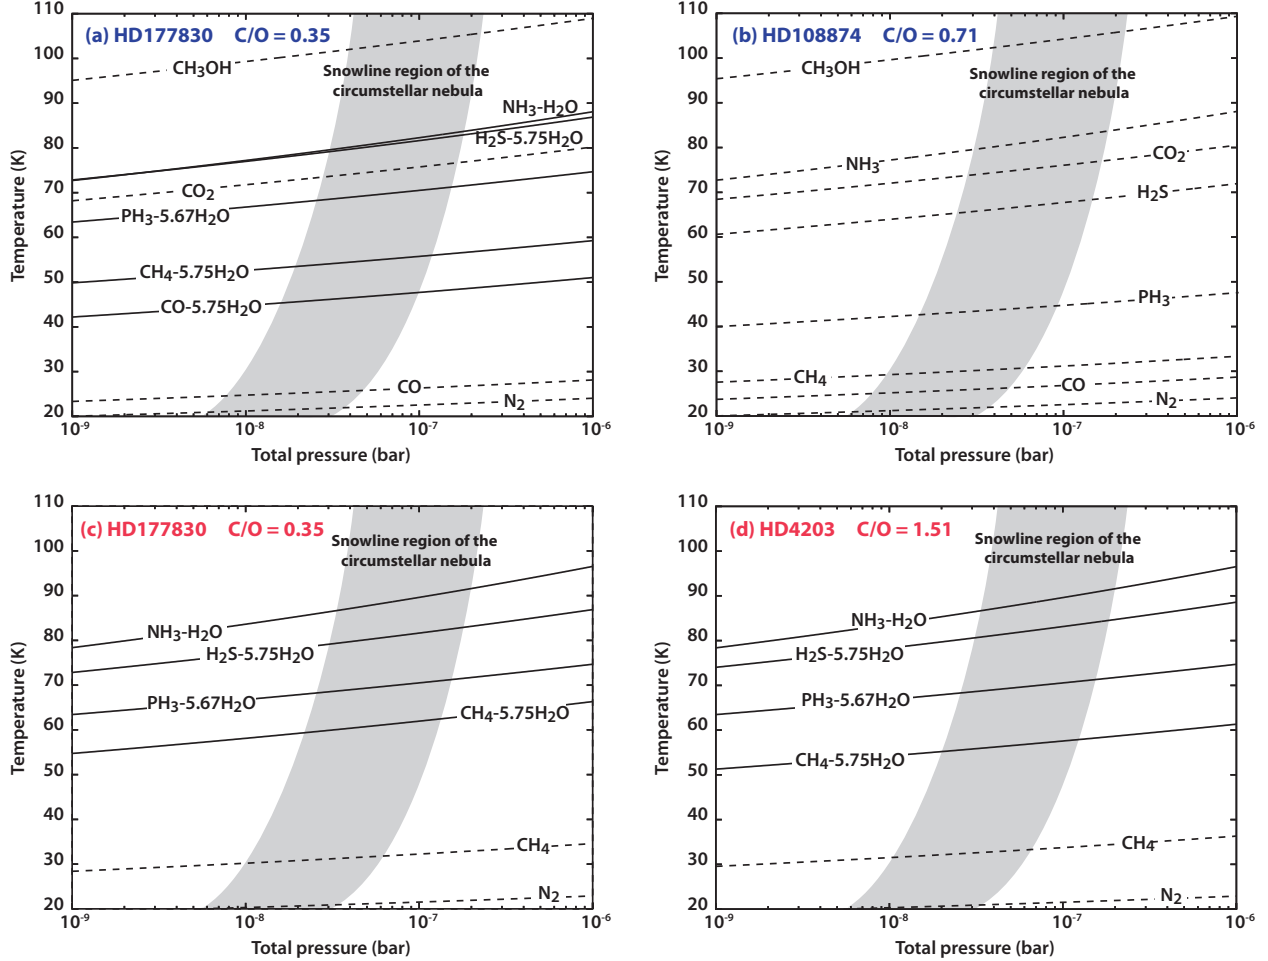 (a) HD177830 C/O = 0.35
110
100
90
80
70
60
50
40
30
20
Temperature (K)
CH3OH
Snowline region of the
circumstellar nebula
NH3-H2O
H2S-5.75H2O
CO2
PH3-5.67H2O
CH4-5.75H2O
CO-5.75H2O
CO
N2
10-9 10-8 10-7 10-6
Total pressure (bar)
(b) HD108874 C/O = 0.71
110
100
90
80
70
60
50
40
30
20
Temperature (K)
CH3OH
Snowline region of the
circumstellar nebula
NH3
CO2
H2S
PH3
CH4
CO
N2
10-9 10-8 10-7 10-6
Total pressure (bar)
(c) HD177830 C/O = 0.35
110
100
90
80
70
60
50
40
30
20
Temperature (K)
Snowline region of the
circumstellar nebula
NH3-H2O
H2S-5.75H2O
PH3-5.67H2O
CH4-5.75H2O
CH4
N2
10-9 10-8 10-7 10-6
Total pressure (bar)
(d) HD4203 C/O = 1.51
110
100
90
80
70
60
50
40
30
20
Temperature (K)
Snowline region of the
circumstellar nebula
NH3-H2O
H2S-5.75H2O
PH3-5.67H2O
CH4-5.75H2O
CH4
N2
10-9 10-8 10-7 10-6
Total pressure (bar)